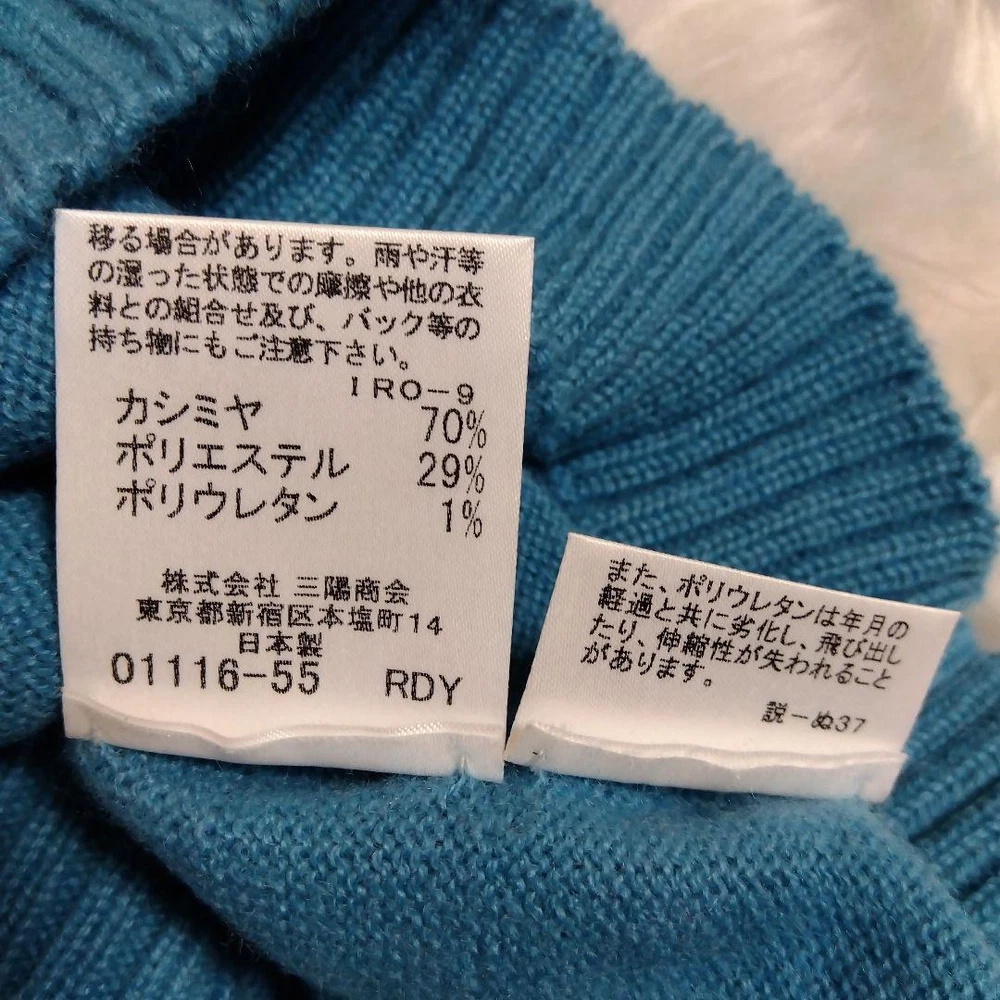 移る場合があります。雨や汗等
の湿った状態での摩擦や他の衣
料との組合せ及び、バック等の
持ち物にもご注意下さい。
IRO-9
カシミヤ 70%
ポリエステル 29%
ポリウレタン 1%
株式会社 三陽商会
東京都新宿区本塩町14
日本製
01116-55 RDY
また、ポリウレタンは年月の
経過と共に劣化し、飛び出し
たり、伸縮性が失われること
があります。
説-ぬ37